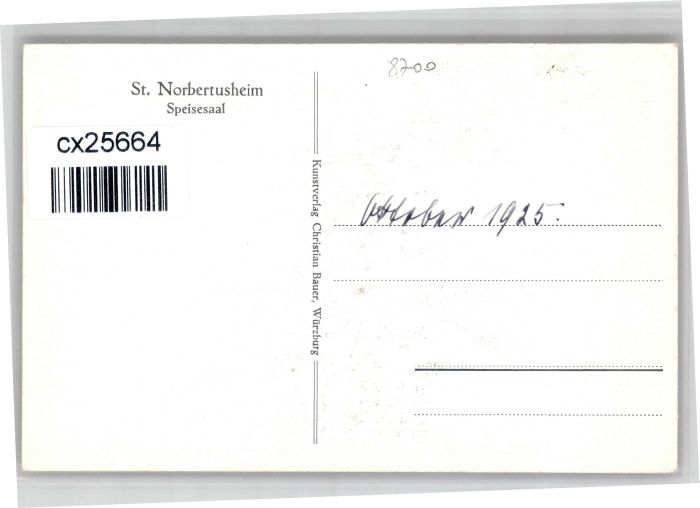 8700
St. Norbertusheim
Speisesaal
cx25664
Kunstverlag Christian Bauer, Würzburg
Oktober 1925.